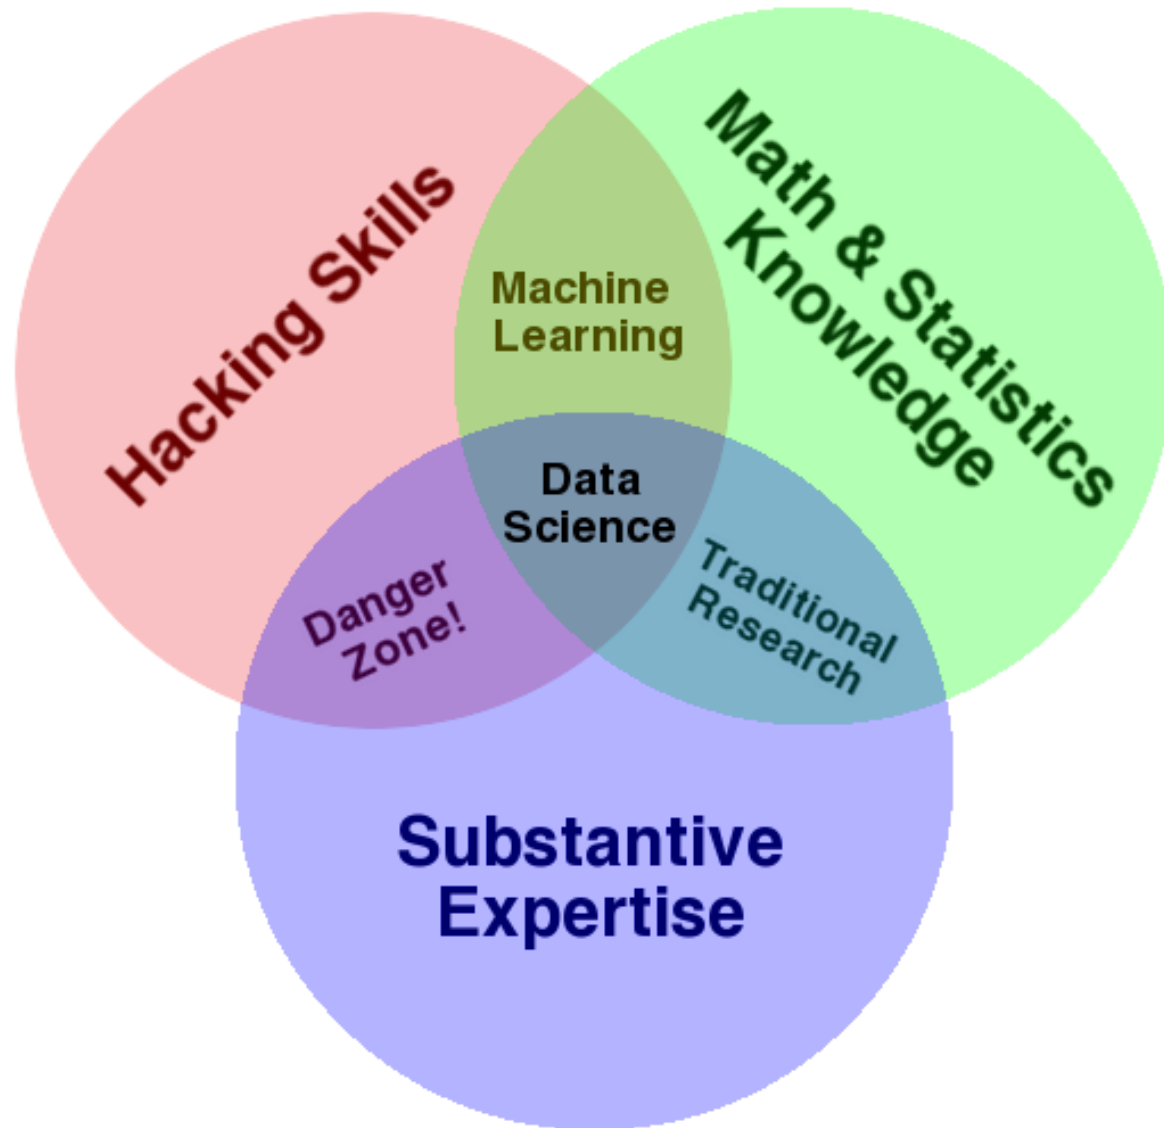 Hacking Skills
Math & Statistics
Knowledge
Machine
Learning
Data
Science
Danger
Zone!
Traditional
Research
Substantive
Expertise